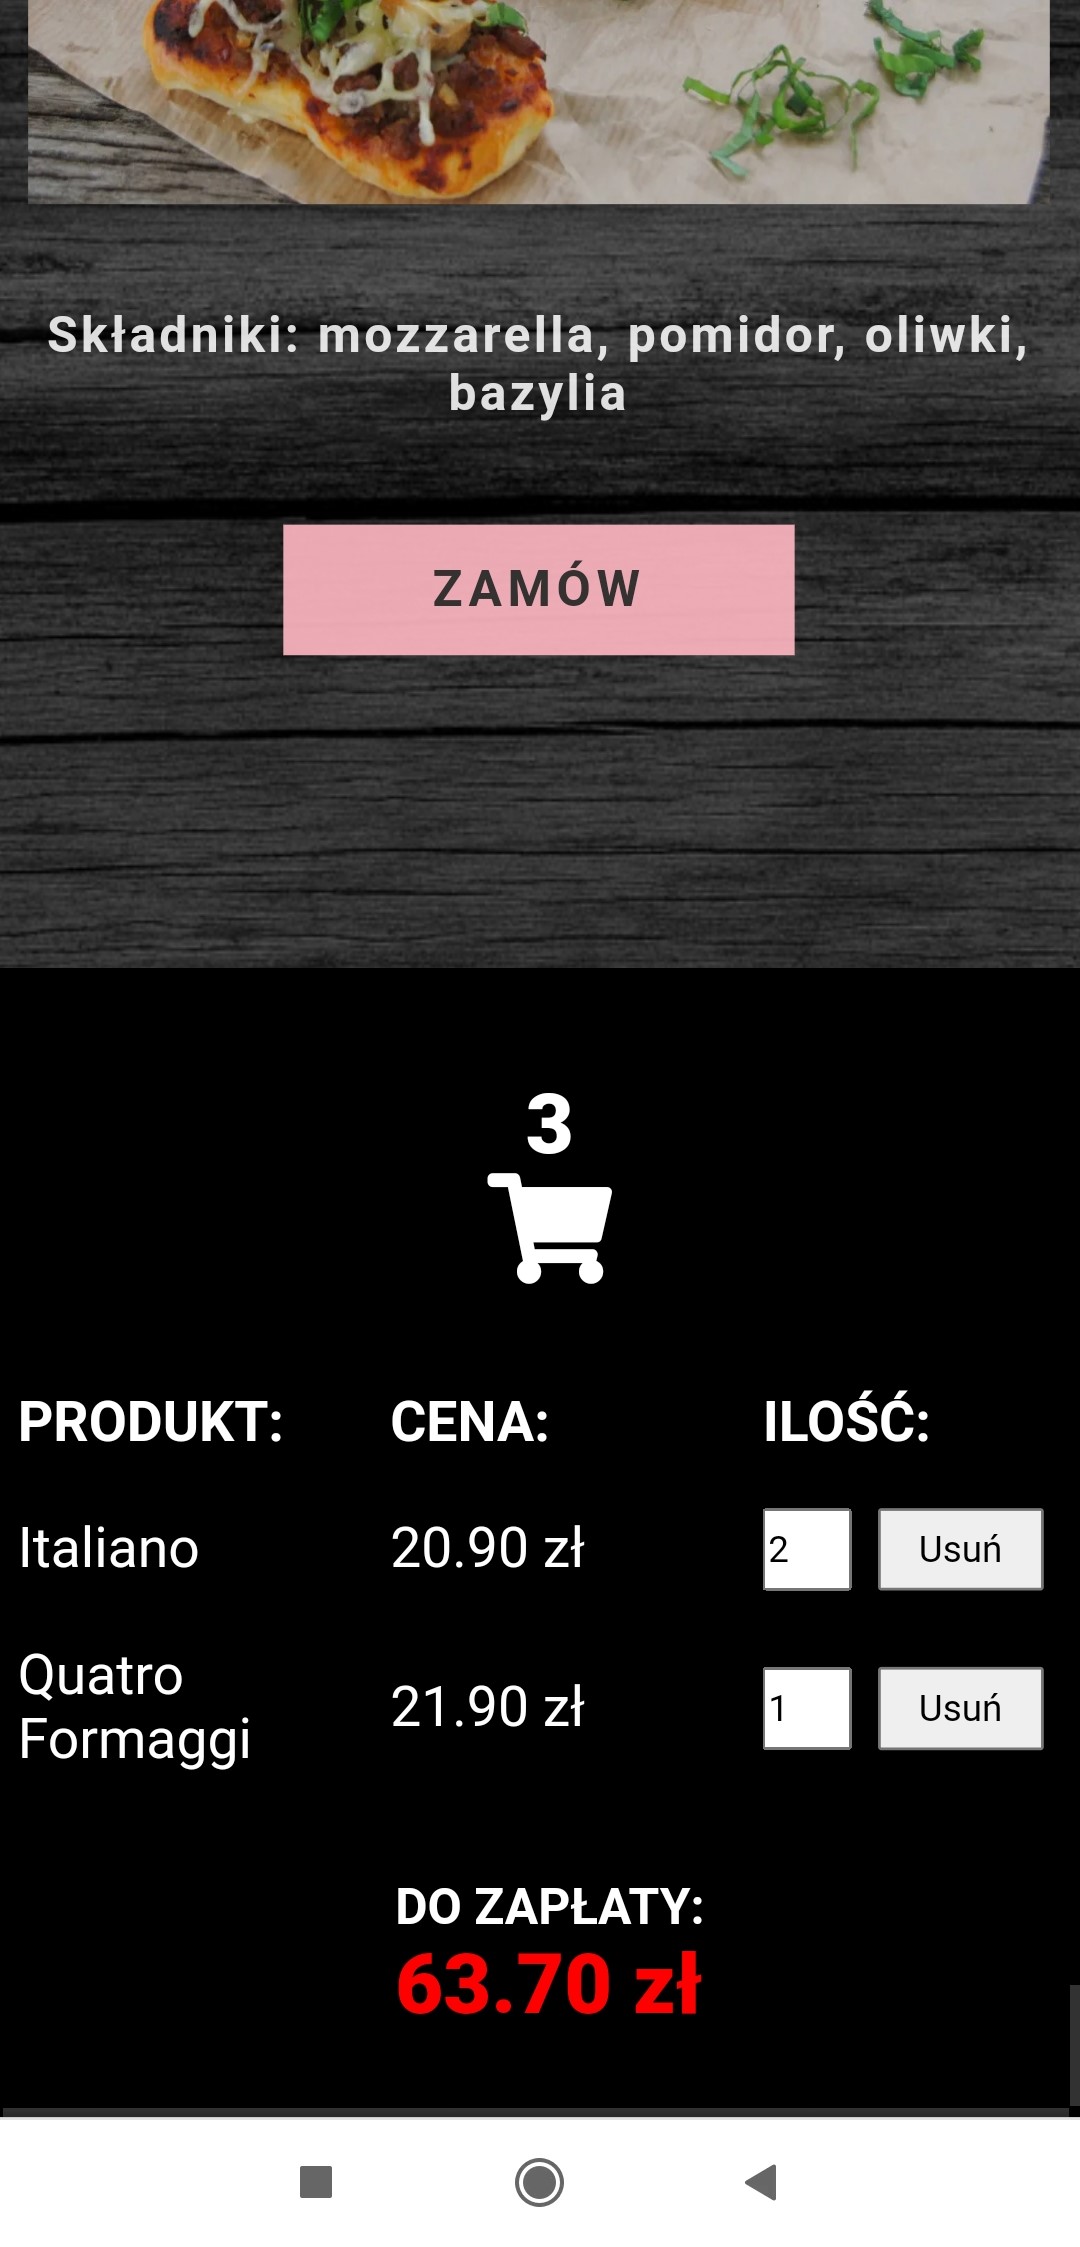 Składniki: mozzarella, pomidor, oliwki,
bazylia
ZAMÓW
3
PRODUKT: CENA: ILOŚĆ:
Italiano 20.90 zł 2 Usuń
Quatro
Formaggi 21.90 zł 1 Usuń
DO ZAPŁATY:
63.70 zł